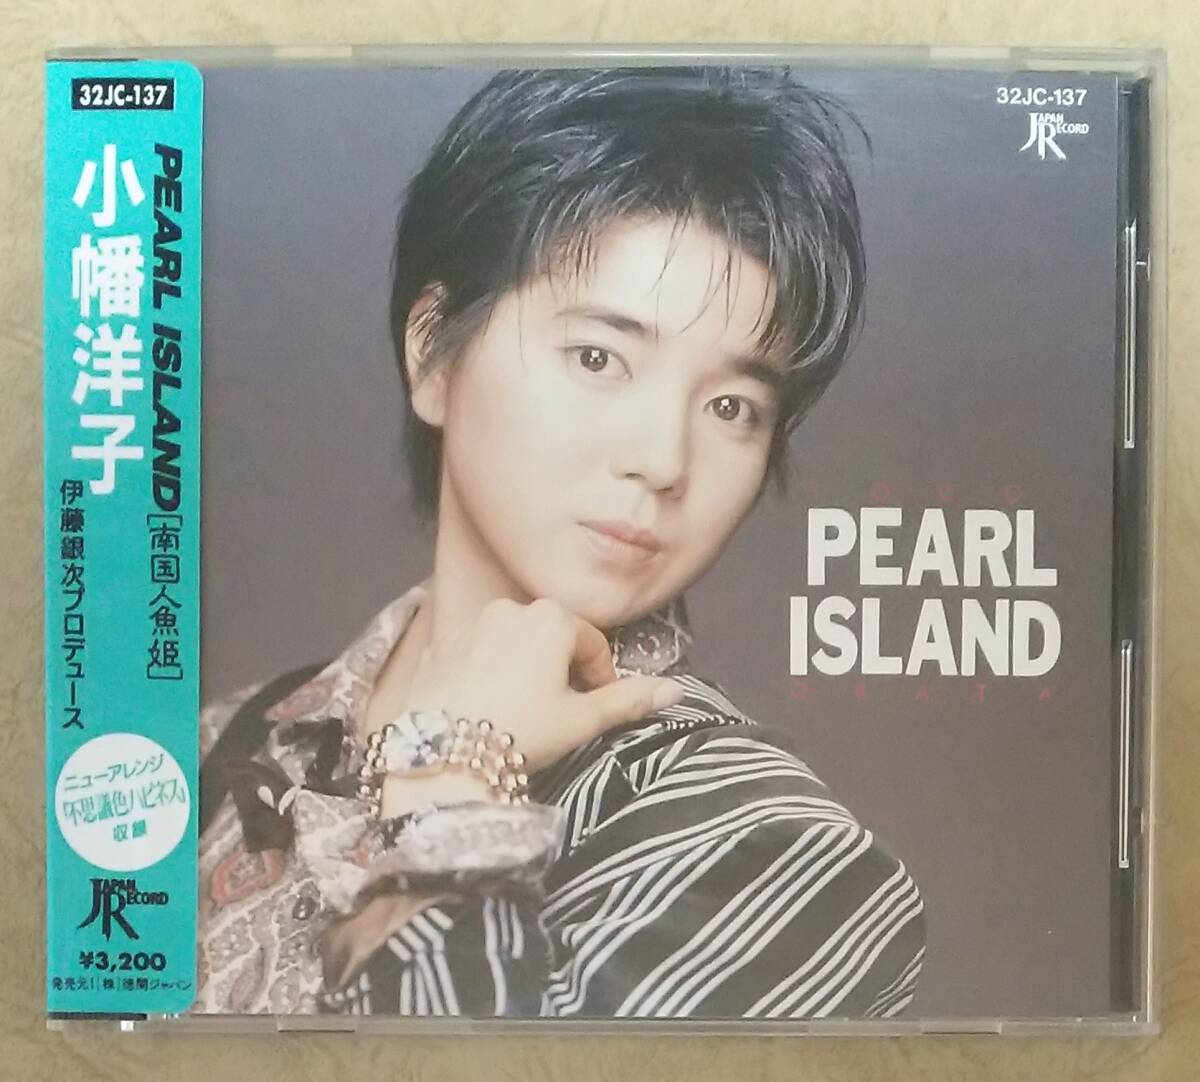 32JC-137
PEARL ISLAND[南国人魚姫]
小幡洋子
伊藤銀次プロデュース
ニューアレンジ
「不思議色ハピネス」
収録
JAPAN RECORD
¥3,200
発売元/(株)徳間ジャパン
32JC-137
JAPAN RECORD
YOCO
PEARL
ISLAND
OBATA